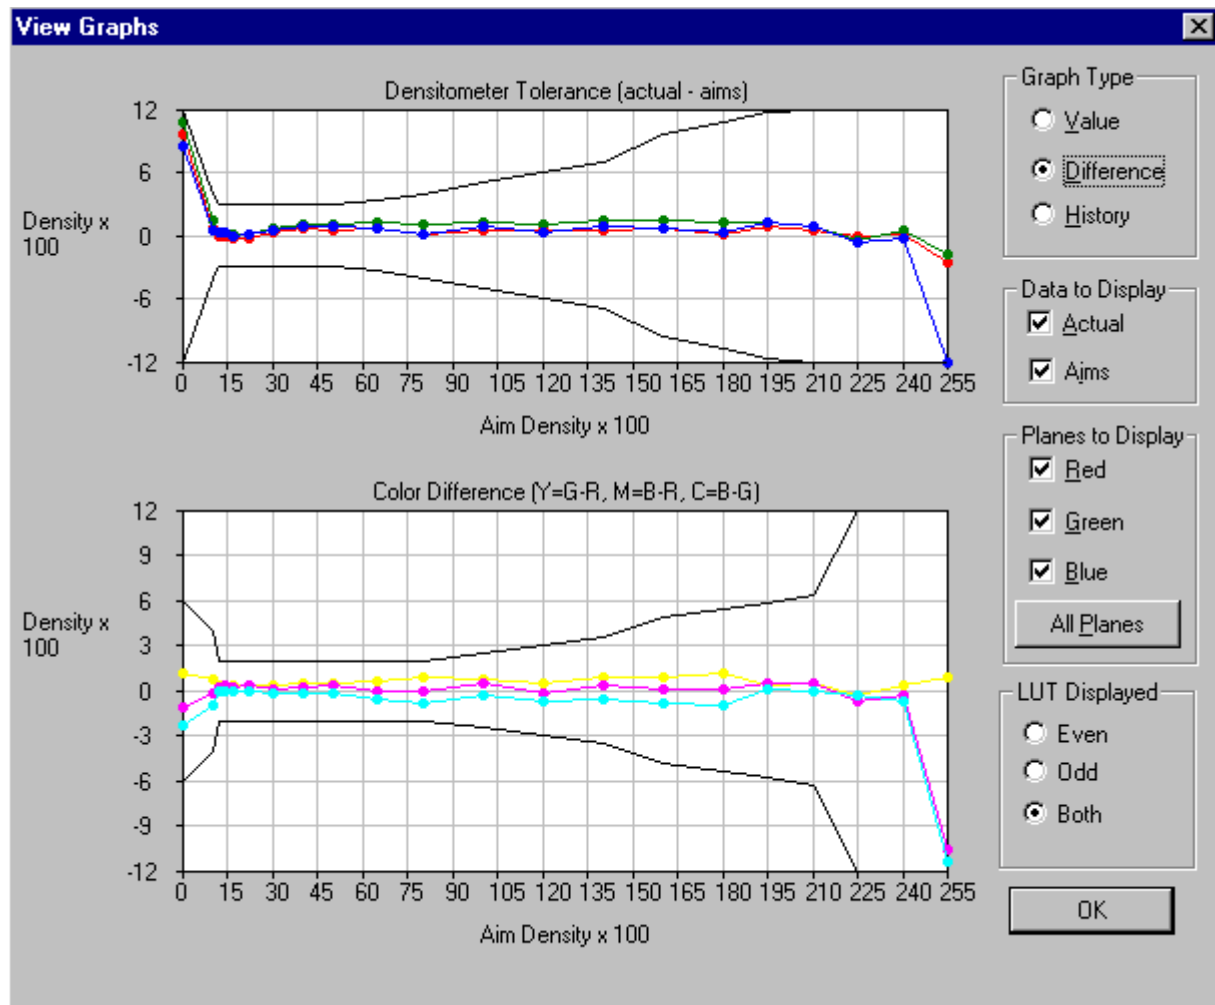 View Graphs
Densitometer Tolerance (actual - aims)
12
6
0
-6
-12
Density x
100
0 15 30 45 60 75 90 105 120 135 150 165 180 195 210 225 240 255
Aim Density x 100
Color Difference (Y=G-R, M=B-R, C=B-G)
12
9
6
3
0
-3
-6
-9
-12
Density x
100
0 15 30 45 60 75 90 105 120 135 150 165 180 195 210 225 240 255
Aim Density x 100
Graph Type
Value
Difference
History
Data to Display
Actual
Aims
Planes to Display
Red
Green
Blue
All Planes
LUT Displayed
Even
Odd
Both
OK